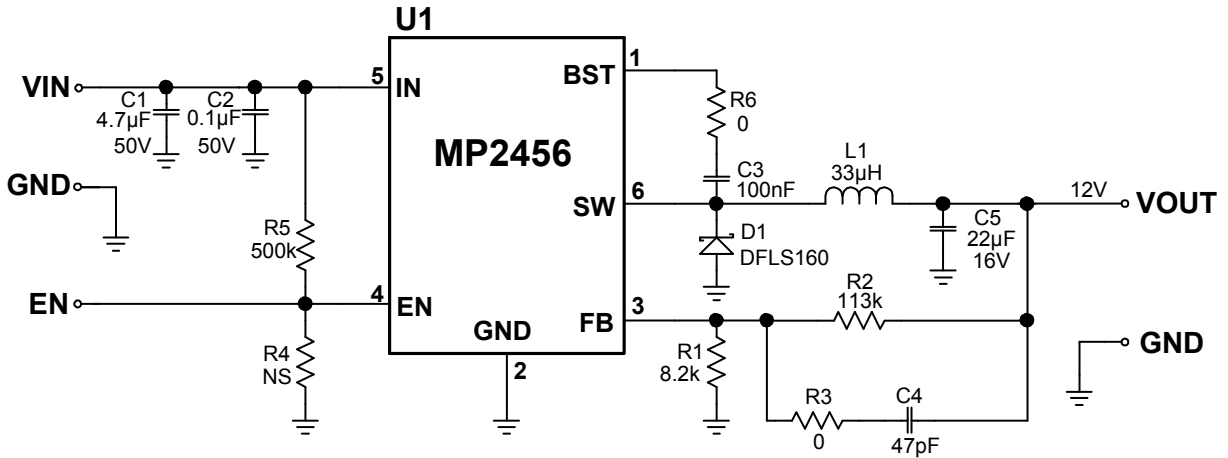 U1
MP2456
VIN
C1
4.7µF
50V
C2
0.1µF
50V
5
IN
GND
R5
500k
EN
4
EN
R4
NS
GND
2
BST
1
R6
0
C3
100nF
SW
6
L1
33µH
D1
DFLS160
C5
22µF
16V
12V
VOUT
FB
3
R2
113k
R1
8.2k
R3
0
C4
47pF
GND